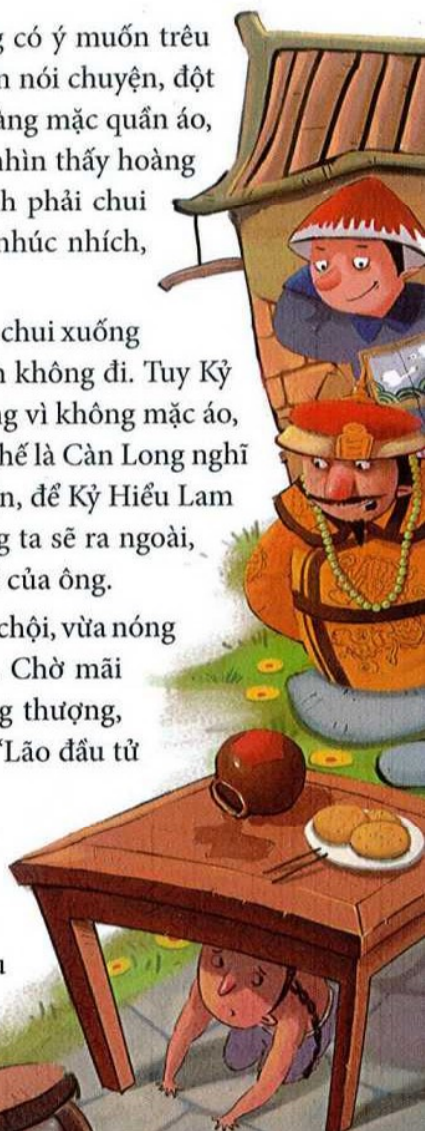 có ý muốn trêu
nói chuyện, đột
mặc quần áo,
nhìn thấy hoàng
phải chui
nhúc nhích,
chui xuống
không đi. Tuy Kỷ
vì không mặc áo,
là Càn Long nghĩ
để Kỷ Hiểu Lam
ta sẽ ra ngoài,
của ông.
chội, vừa nóng
Chờ mãi
thượng,
"Lão đầu tử